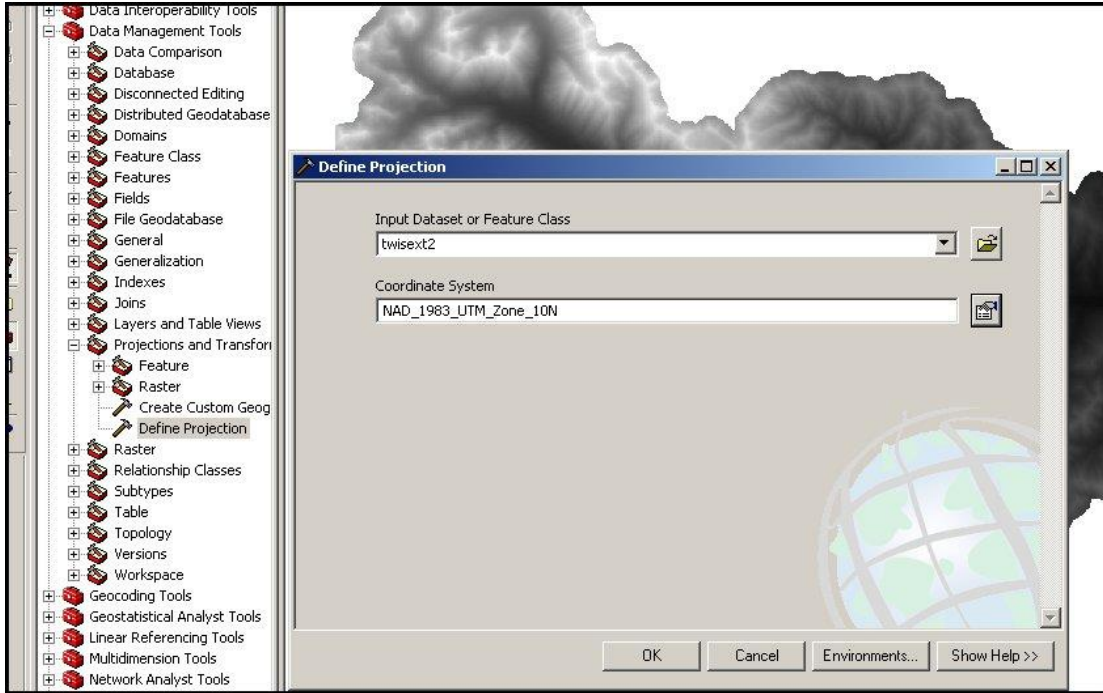 Data Interoperability Tools
Data Management Tools
Data Comparison
Database
Disconnected Editing
Distributed Geodatabase
Domains
Feature Class
Features
Fields
File Geodatabase
General
Generalization
Indexes
Joins
Layers and Table Views
Projections and Transfor
Feature
Raster
Create Custom Geog
Define Projection
Raster
Relationship Classes
Subtypes
Table
Topology
Versions
Workspace
Geocoding Tools
Geostatistical Analyst Tools
Linear Referencing Tools
Multidimension Tools
Network Analyst Tools
Define Projection
Input Dataset or Feature Class
twisext2
Coordinate System
NAD_1983_UTM_Zone_10N
OK
Cancel
Environments...
Show Help >>